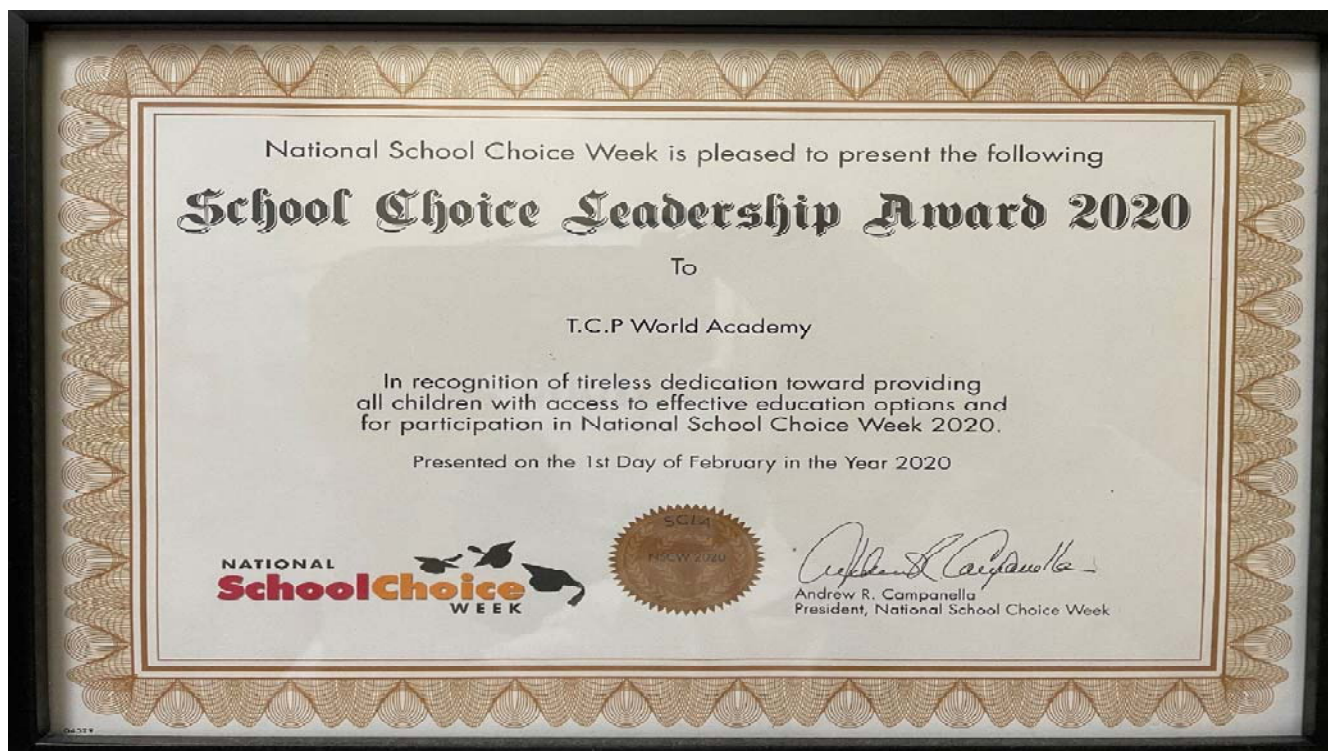 National School Choice Week is pleased to present the following
School Choice Leadership Award 2020
To
T.C.P World Academy
In recognition of tireless dedication toward providing
all children with access to effective education options and
for participation in National School Choice Week 2020.
Presented on the 1st Day of February in the Year 2020
SCLA
NSCW 2020
NATIONAL
SchoolChoice
WEEK
Andrew R. Campanella
President, National School Choice Week